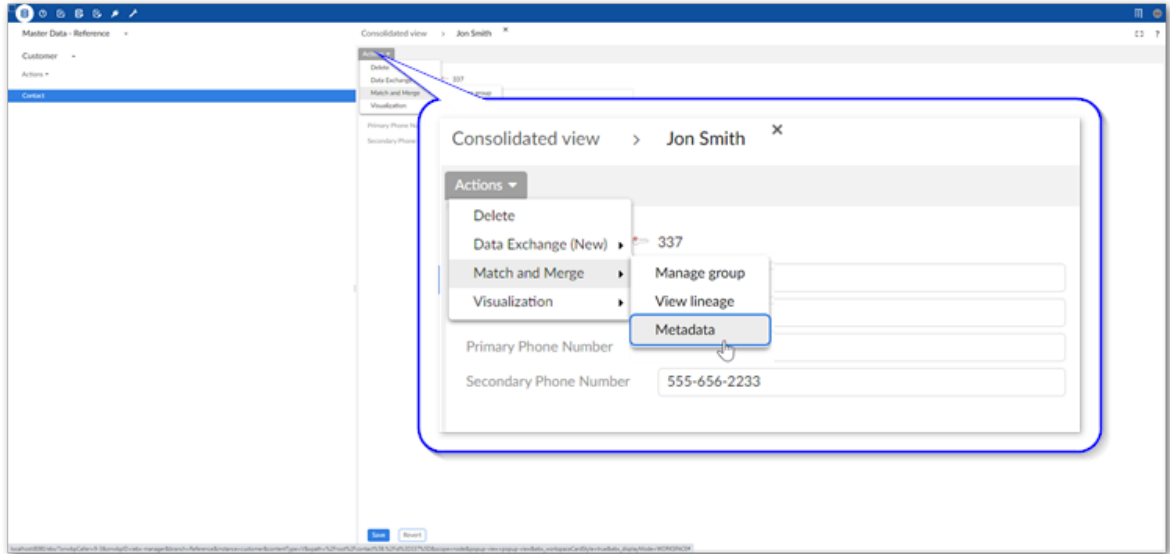 Master Data - Reference
Consolidated view > Jon Smith ×
Customer
Actions
Actions
Delete
337
Data Exchange
Contact
Match and Merge
group
Visualization
Primary Phone
Secondary Phone
Consolidated view > Jon Smith ×
Actions
Delete
Data Exchange (New)
337
Match and Merge
Manage group
Visualization
View lineage
Metadata
Primary Phone Number
Secondary Phone Number
555-656-2233
Save
Revert